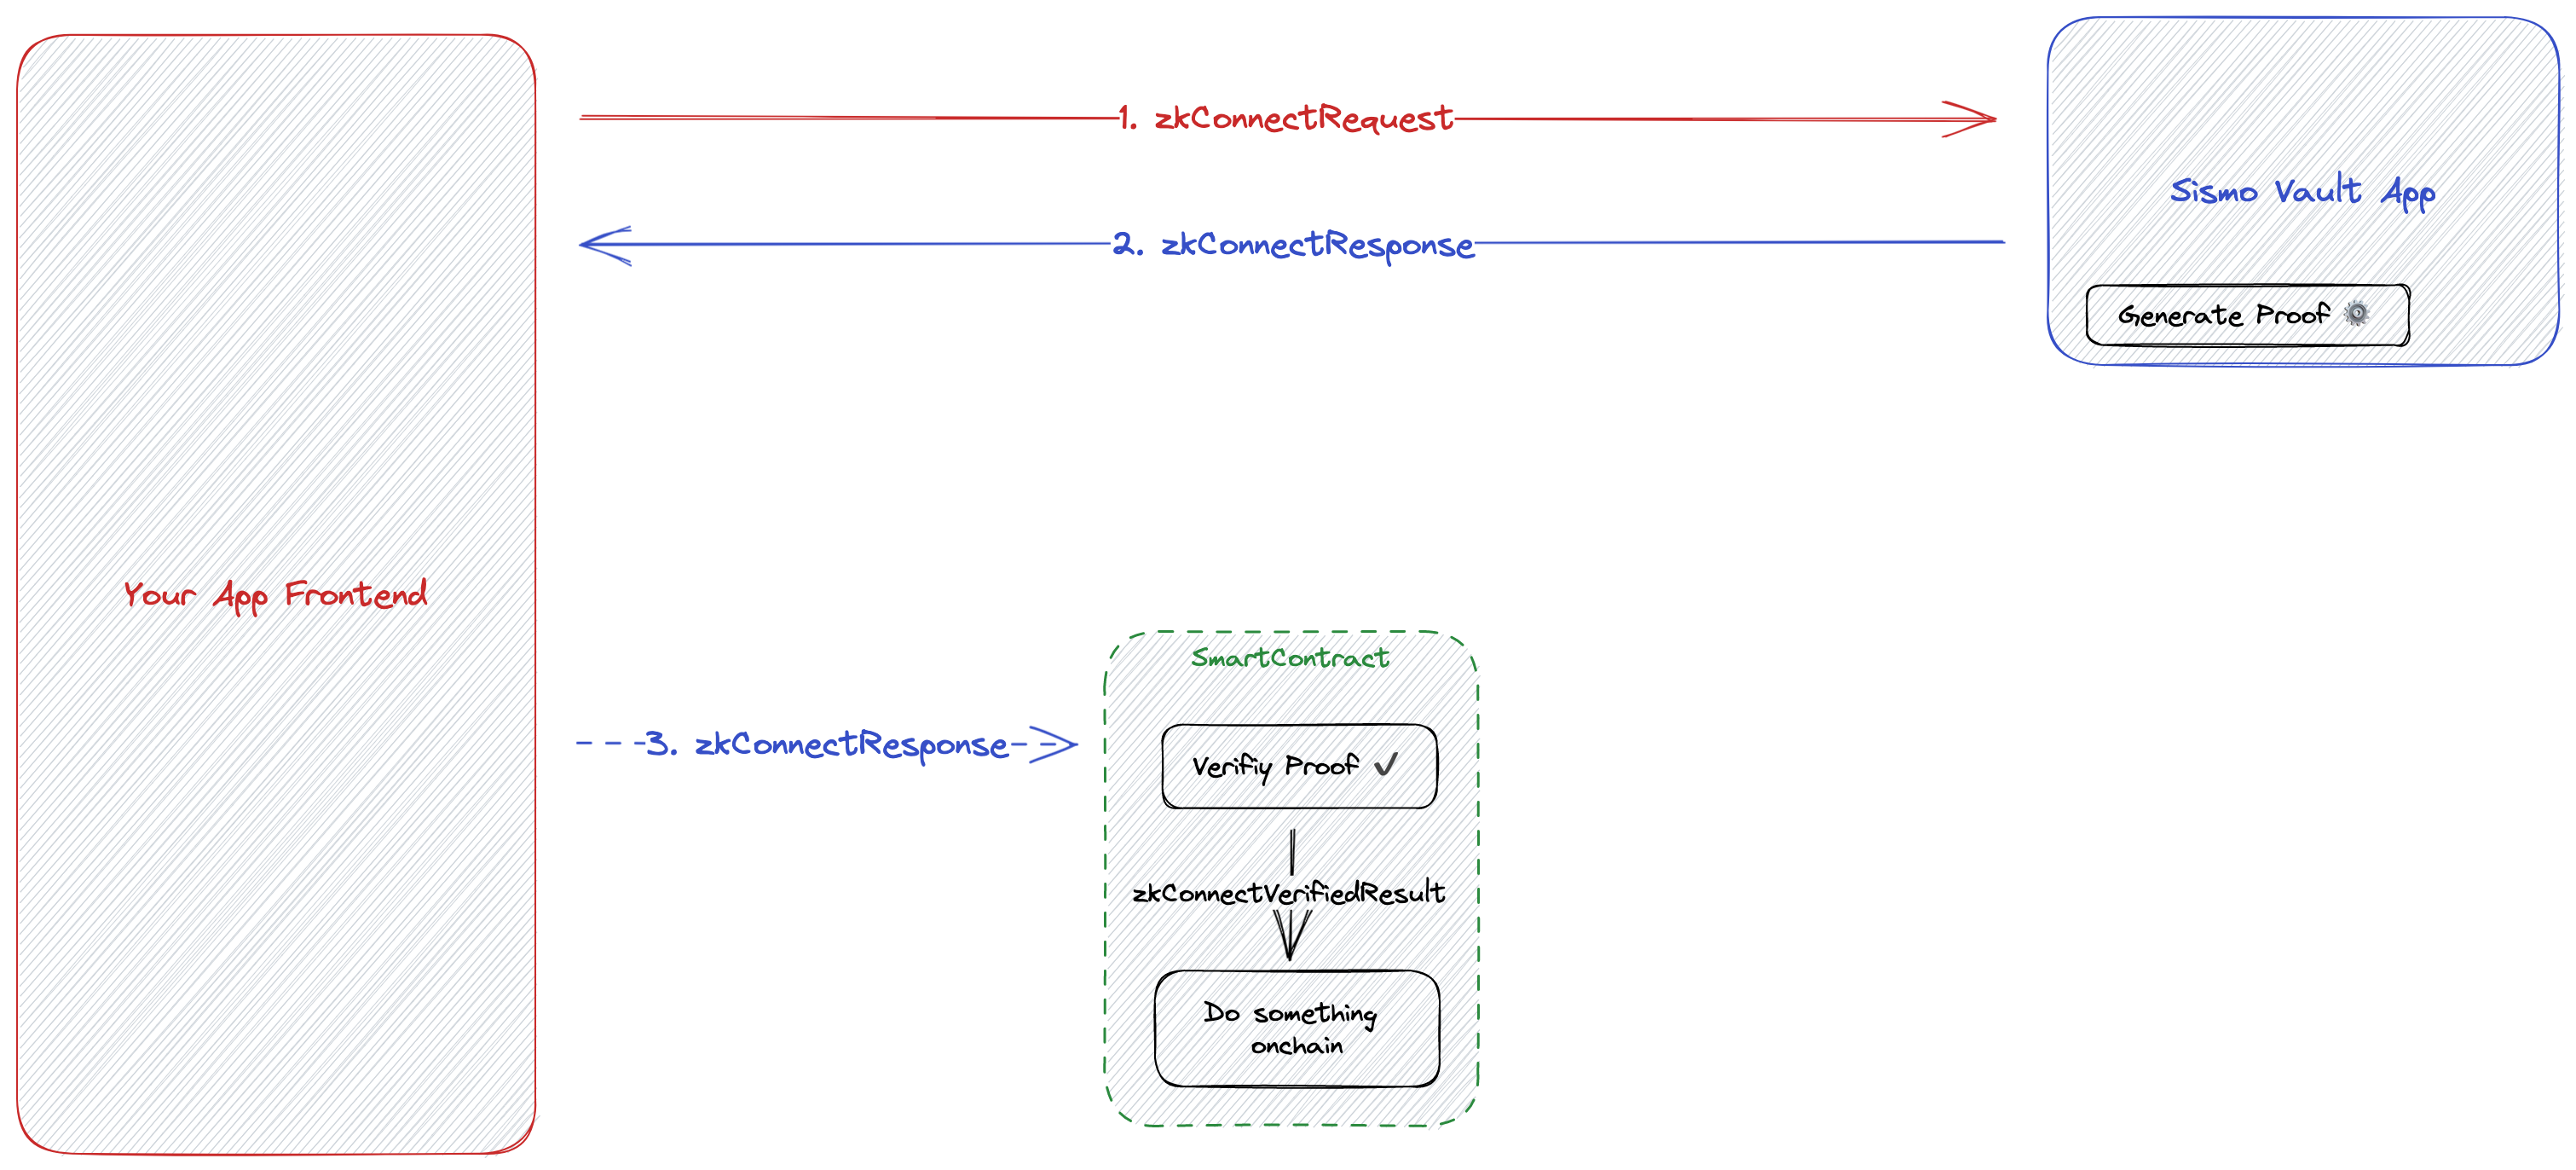 1. zkConnectRequest
Sismo Vault App
2. zkConnectResponse
Generate Proof
Your App Frontend
SmartContract
3. zkConnectResponse
Verifiy Proof ✔
zkConnectVerifiedResult
Do something
onchain